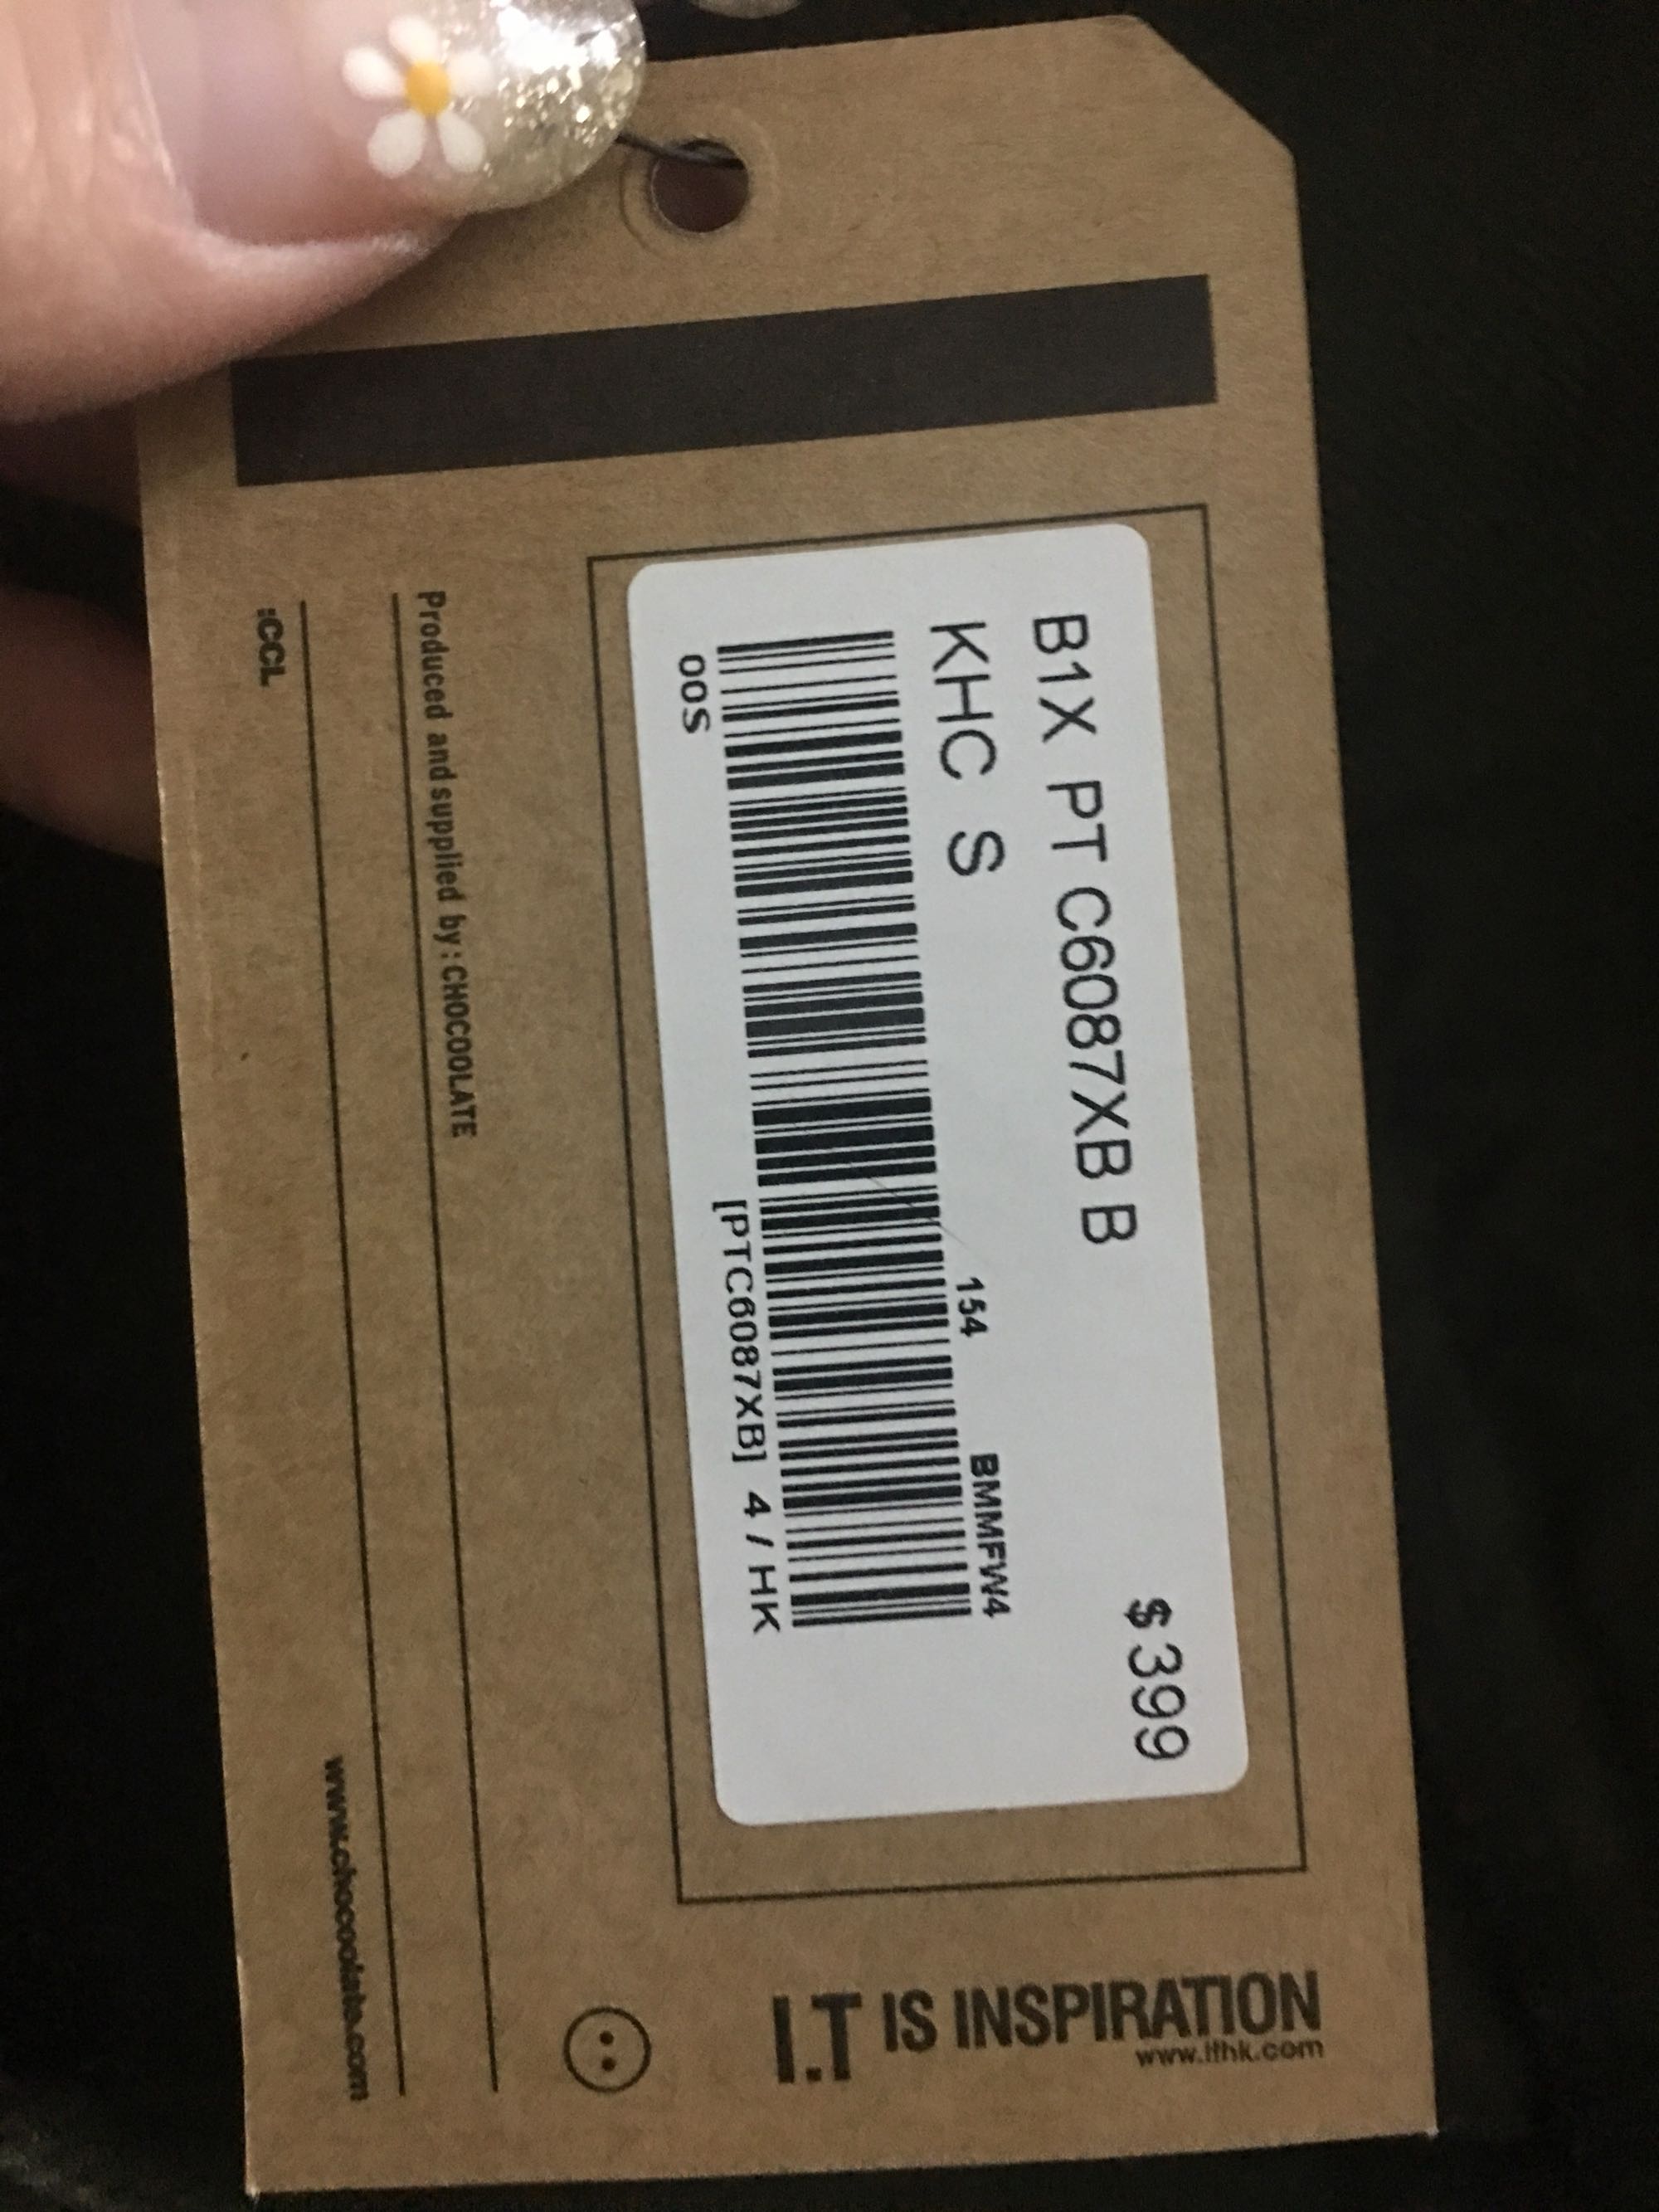 B1X PT C6087XB B
$399
KHC S
154
BMMFW4
00S
[PTC6087XB] 4 / HK
Produced and supplied by : CHOCOOLATE
:CCL
www.chocoolate.com
I.T IS INSPIRATION
www.ithk.com